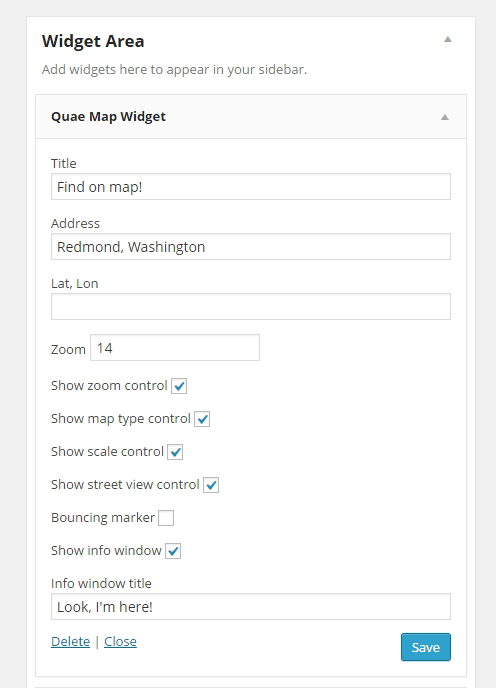 Widget Area
Add widgets here to appear in your sidebar.
Quae Map Widget
Title
Find on map!
Address
Redmond, Washington
Lat, Lon
Zoom 14
Show zoom control
Show map type control
Show scale control
Show street view control
Bouncing marker
Show info window
Info window title
Look, I'm here!
Delete | Close Save